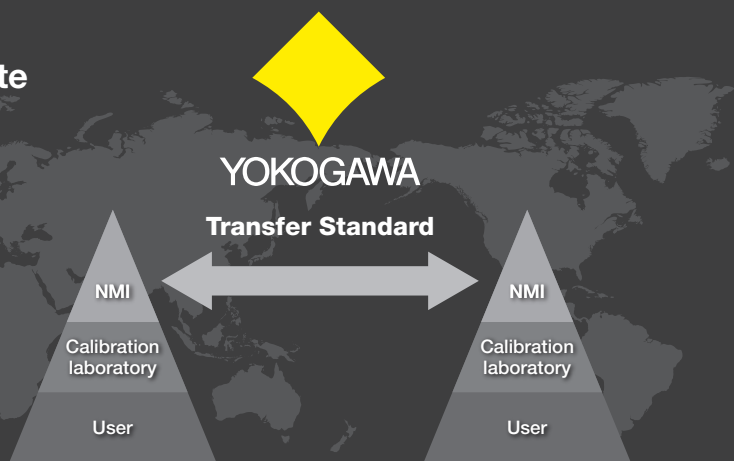 te
YOKOGAWA
Transfer Standard
NMI
Calibration
laboratory
User
NMI
Calibration
laboratory
User